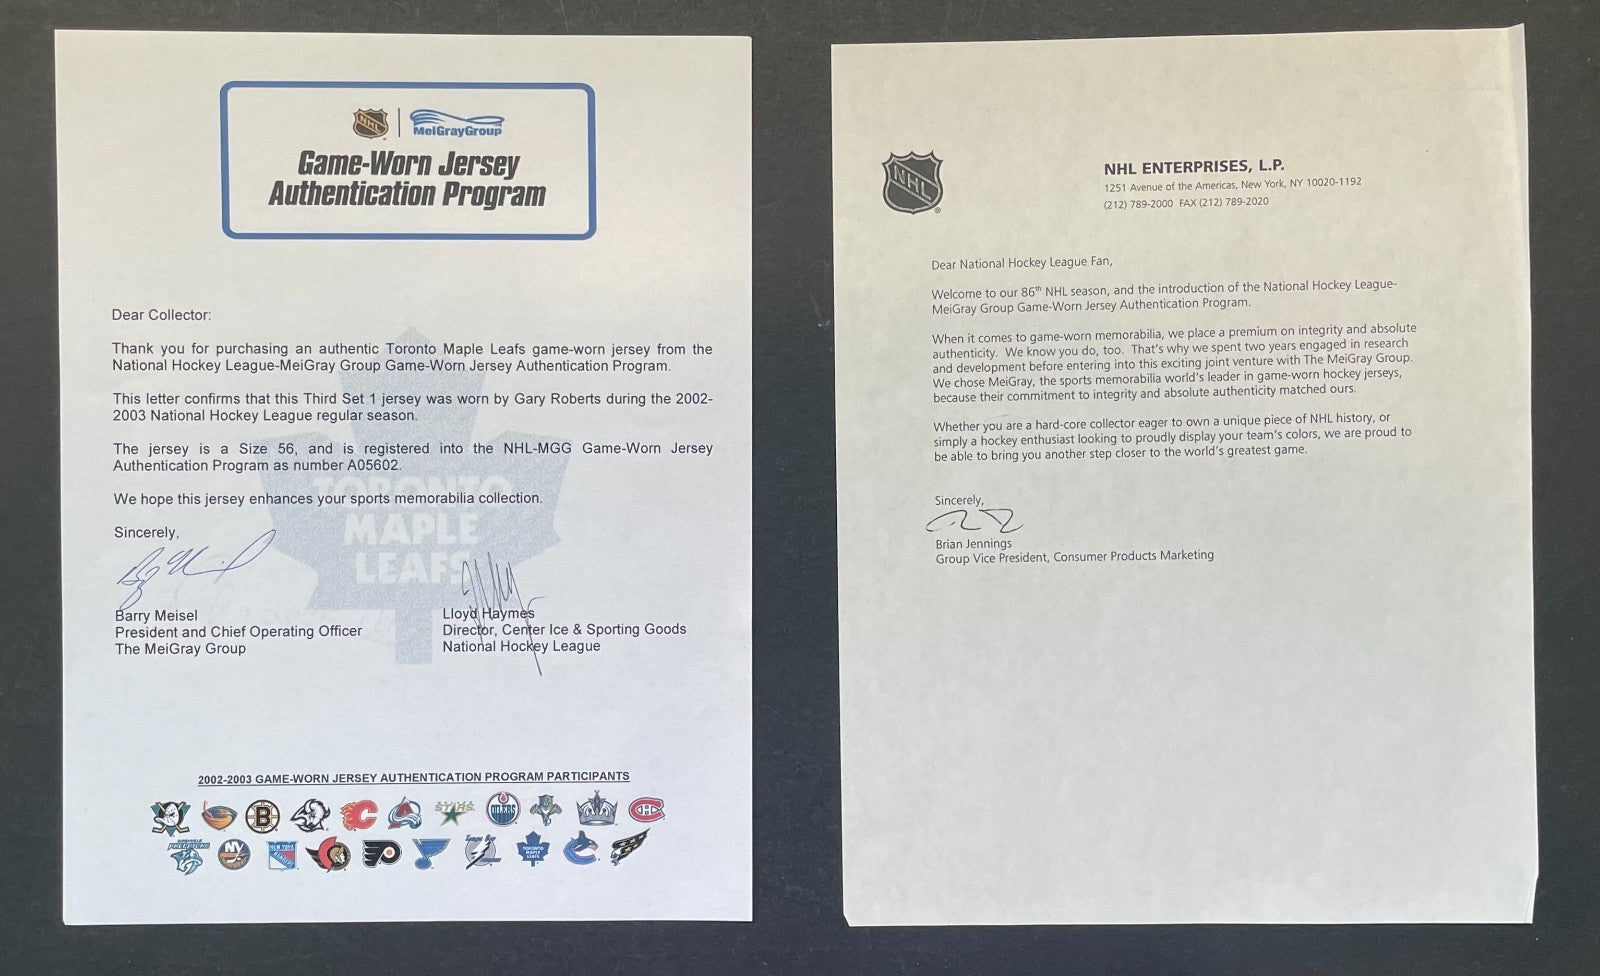 NHL | MeiGrayGroup
Game-Worn Jersey
Authentication Program
Dear Collector:
Thank you for purchasing an authentic Toronto Maple Leafs game-worn jersey from the
National Hockey League-MeiGray Group Game-Worn Jersey Authentication Program.
This letter confirms that this Third Set 1 jersey was worn by Gary Roberts during the 2002-
2003 National Hockey League regular season.
The jersey is a Size 56, and is registered into the NHL-MGG Game-Worn Jersey
Authentication Program as number A05602.
We hope this jersey enhances your sports memorabilia collection.
TORONTO
MAPLE
LEAFS
Sincerely,
Barry Meisel
President and Chief Operating Officer
The MeiGray Group
Lloyd Haymes
Director, Center Ice & Sporting Goods
National Hockey League
2002-2003 GAME-WORN JERSEY AUTHENTICATION PROGRAM PARTICIPANTS
B
STARS
OILERS
PREDATORS
NY
NEW YORK
RANGERS
Tampa Bay
TORONTO
MAPLE
LEAFS
NHL
NHL ENTERPRISES, L.P.
1251 Avenue of the Americas, New York, NY 10020-1192
(212) 789-2000 FAX (212) 789-2020
Dear National Hockey League Fan,
Welcome to our 86th NHL season, and the introduction of the National Hockey League-
MeiGray Group Game-Worn Jersey Authentication Program.
When it comes to game-worn memorabilia, we place a premium on integrity and absolute
authenticity. We know you do, too. That's why we spent two years engaged in research
and development before entering into this exciting joint venture with The MeiGray Group.
We chose MeiGray, the sports memorabilia world's leader in game-worn hockey jerseys,
because their commitment to integrity and absolute authenticity matched ours.
Whether you are a hard-core collector eager to own a unique piece of NHL history, or
simply a hockey enthusiast looking to proudly display your team's colors, we are proud to
be able to bring you another step closer to the world's greatest game.
Sincerely,
Brian Jennings
Group Vice President, Consumer Products Marketing